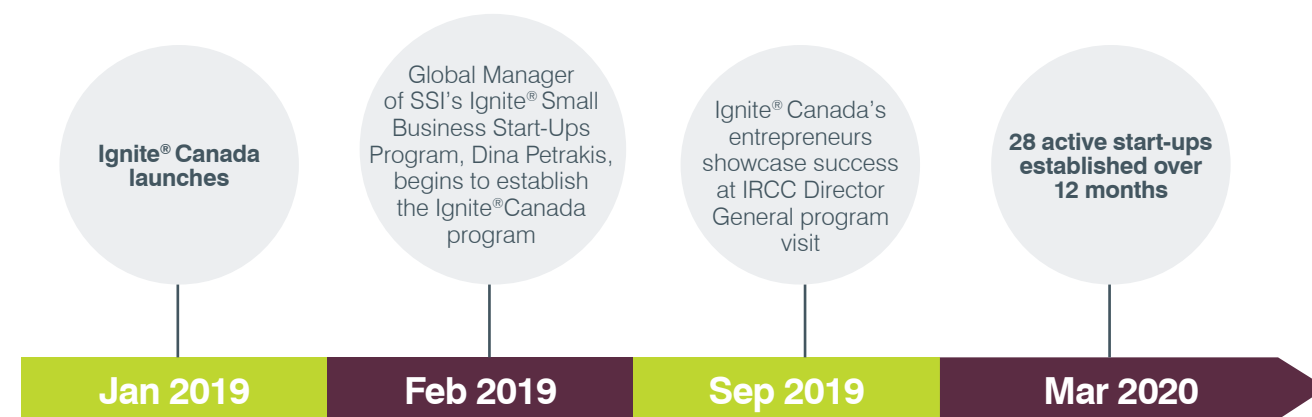 Ignite® Canada
launches
Global Manager
of SSI's Ignite® Small
Business Start-Ups
Program, Dina Petrakis,
begins to establish
the Ignite®Canada
program
Ignite® Canada's
entrepreneurs
showcase success
at IRCC Director
General program
visit
28 active start-ups
established over
12 months
Jan 2019
Feb 2019
Sep 2019
Mar 2020